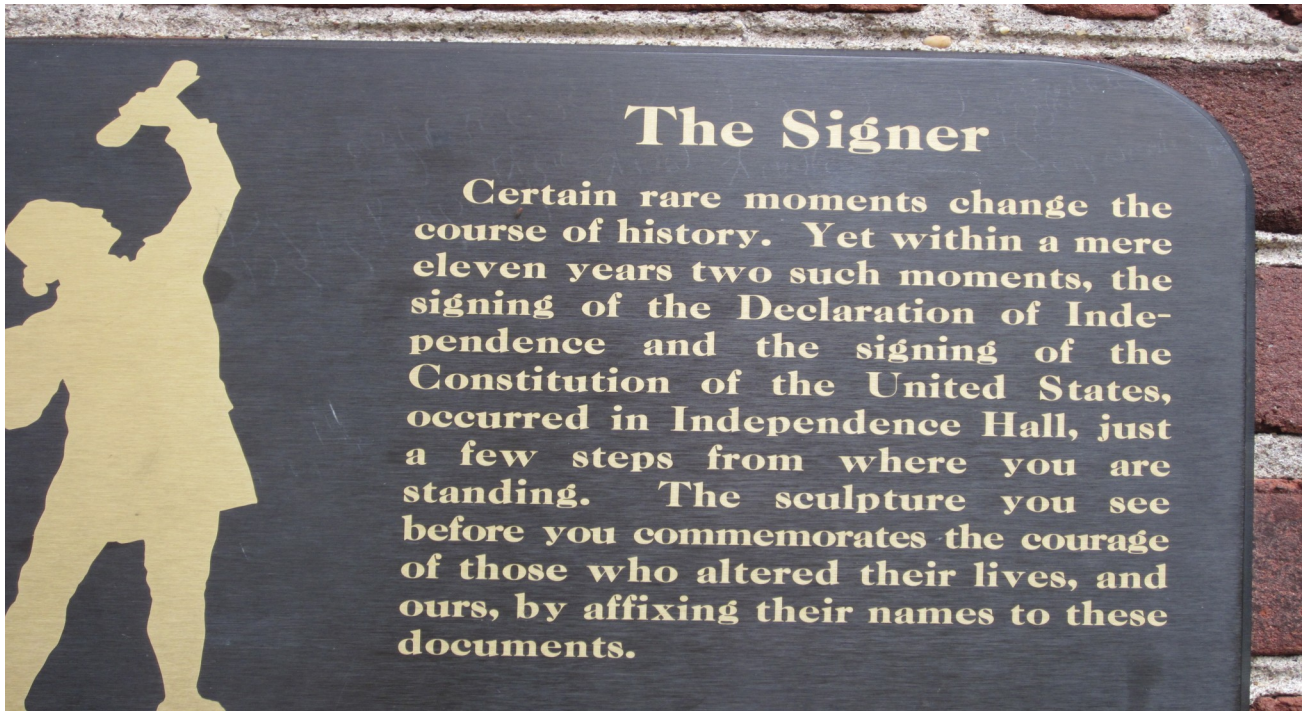 The Signer
Certain rare moments change the
course of history. Yet within a mere
eleven years two such moments, the
signing of the Declaration of Inde-
pendence and the signing of the
Constitution of the United States,
occurred in Independence Hall, just
a few steps from where you are
standing. The sculpture you see
before you commemorates the courage
of those who altered their lives, and
ours, by affixing their names to these
documents.